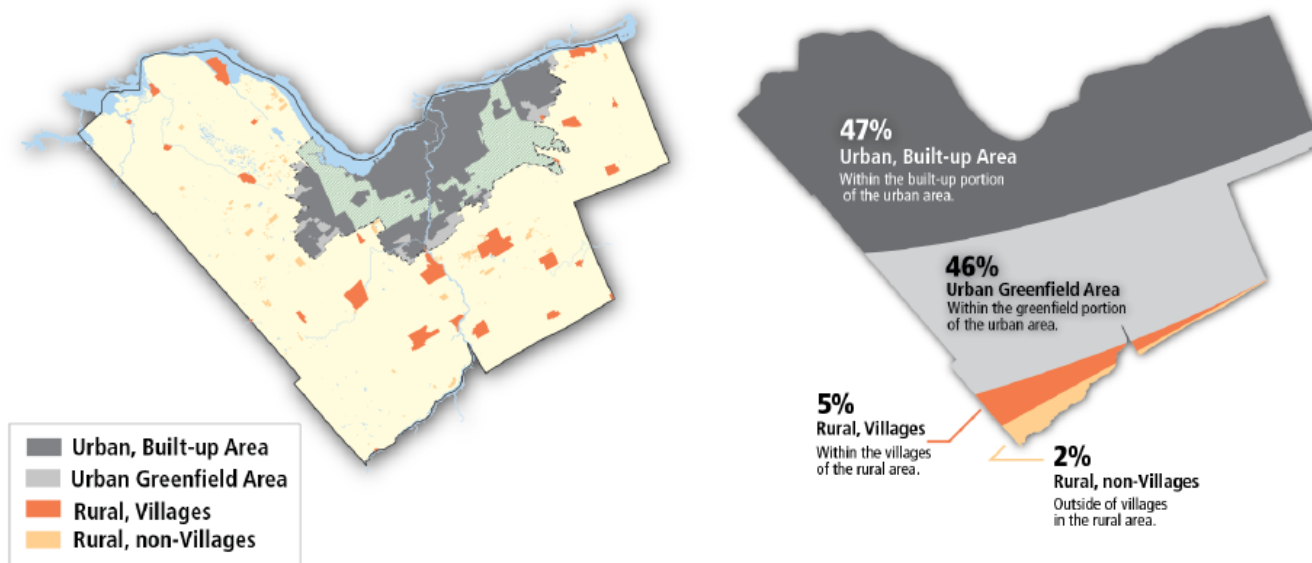 Urban, Built-up Area
Urban Greenfield Area
Rural, Villages
Rural, non-Villages
47%
Urban, Built-up Area
Within the built-up portion
of the urban area.
46%
Urban Greenfield Area
Within the greenfield portion
of the urban area.
5%
Rural, Villages
Within the villages
of the rural area.
2%
Rural, non-Villages
Outside of villages
in the rural area.